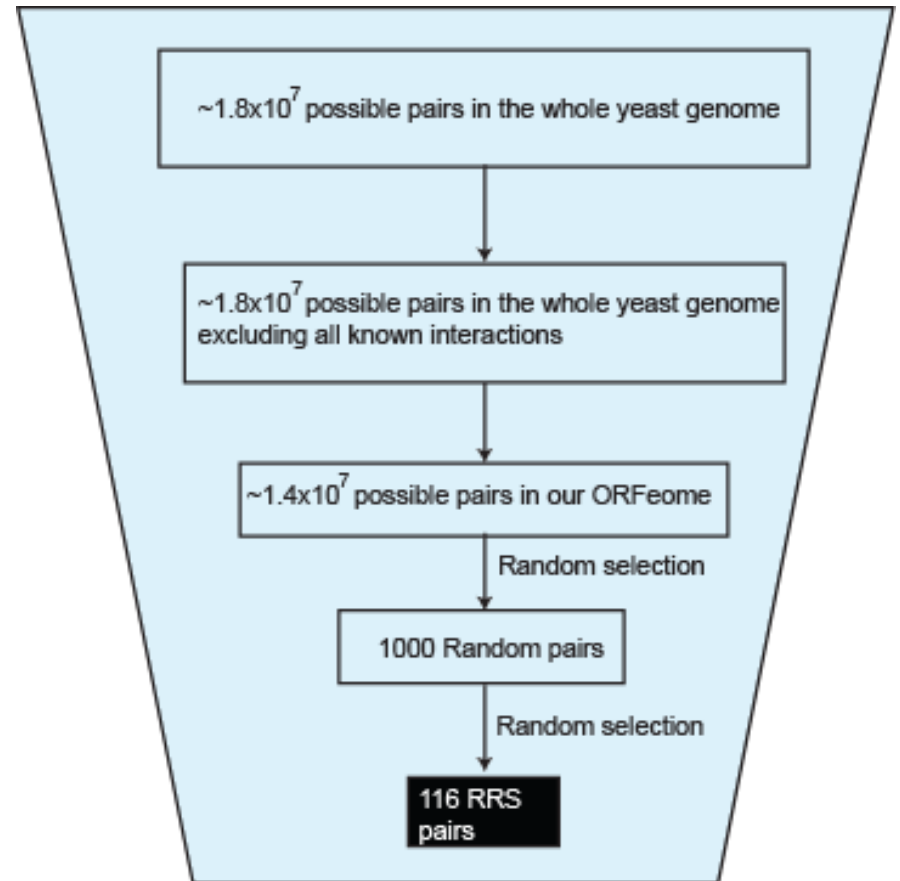 ~1.8x10⁷ possible pairs in the whole yeast genome
~1.8x10⁷ possible pairs in the whole yeast genome
excluding all known interactions
~1.4x10⁷ possible pairs in our ORFeome
Random selection
1000 Random pairs
Random selection
116 RRS
pairs